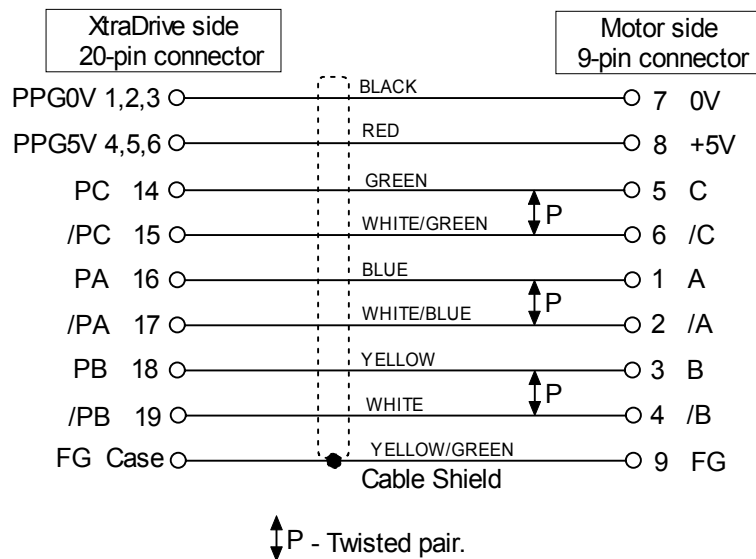 XtraDrive side
20-pin connector
Motor side
9-pin connector
PPG0V 1,2,3 BLACK 7 0V
PPG5V 4,5,6 RED 8 +5V
PC 14 GREEN 5 C
P
/PC 15 WHITE/GREEN 6 /C
PA 16 BLUE 1 A
P
/PA 17 WHITE/BLUE 2 /A
PB 18 YELLOW 3 B
P
/PB 19 WHITE 4 /B
FG Case YELLOW/GREEN 9 FG
Cable Shield
P - Twisted pair.